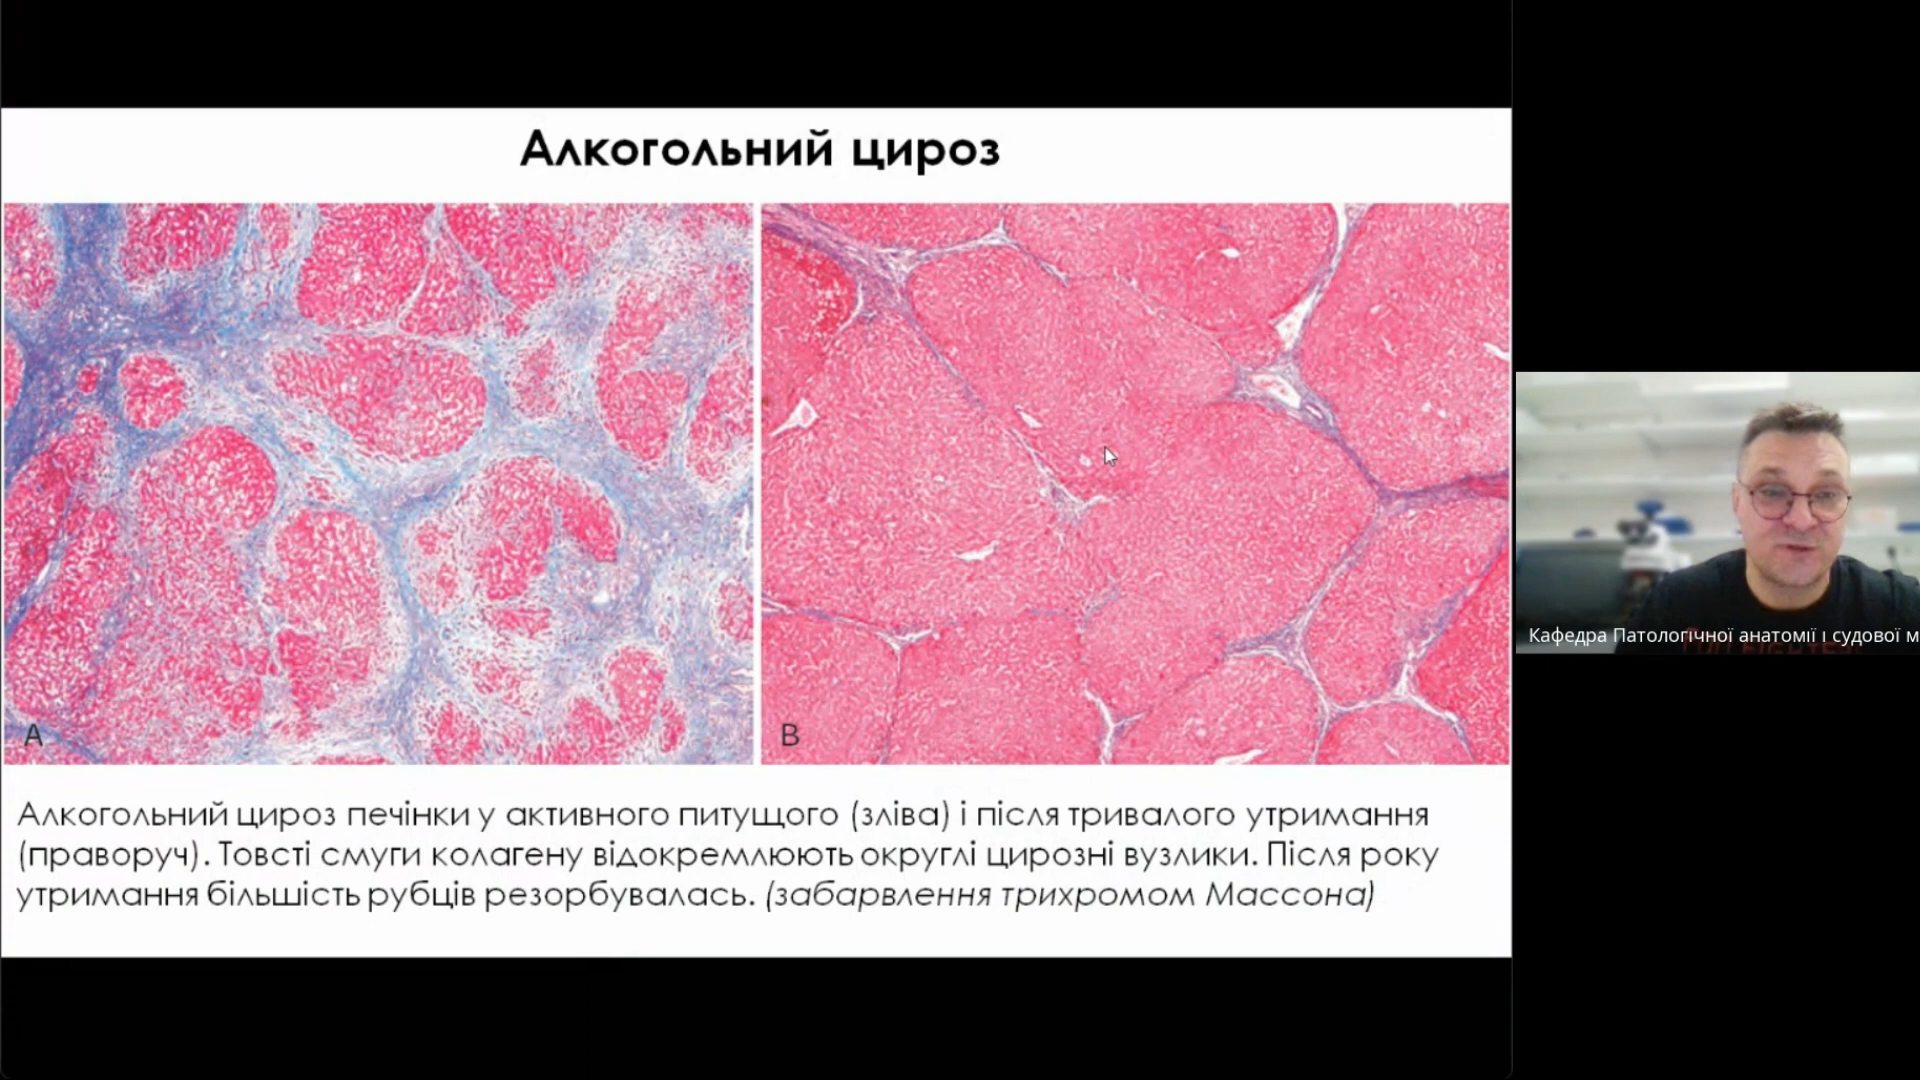 Алкогольний цироз
A
B
Алкогольний цироз печінки у активного питущого (зліва) і після тривалого утримання
(праворуч). Товсті смуги колагену відокремлюють округлі цирозні вузлики. Після року
утримання більшість рубців резорбувалась. (забарвлення трихромом Массона)
Кафедра Патологічної анатомії і судової м